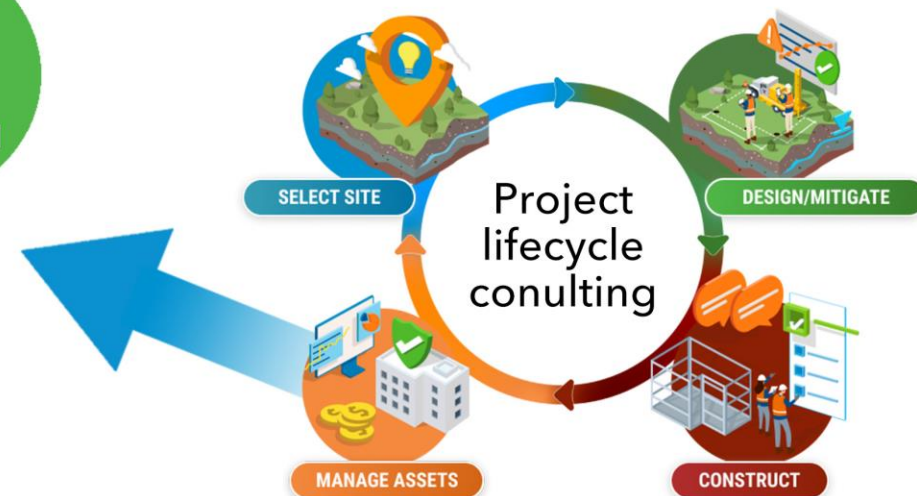 SELECT SITE
DESIGN/MITIGATE
Project
lifecycle
conulting
MANAGE ASSETS
CONSTRUCT